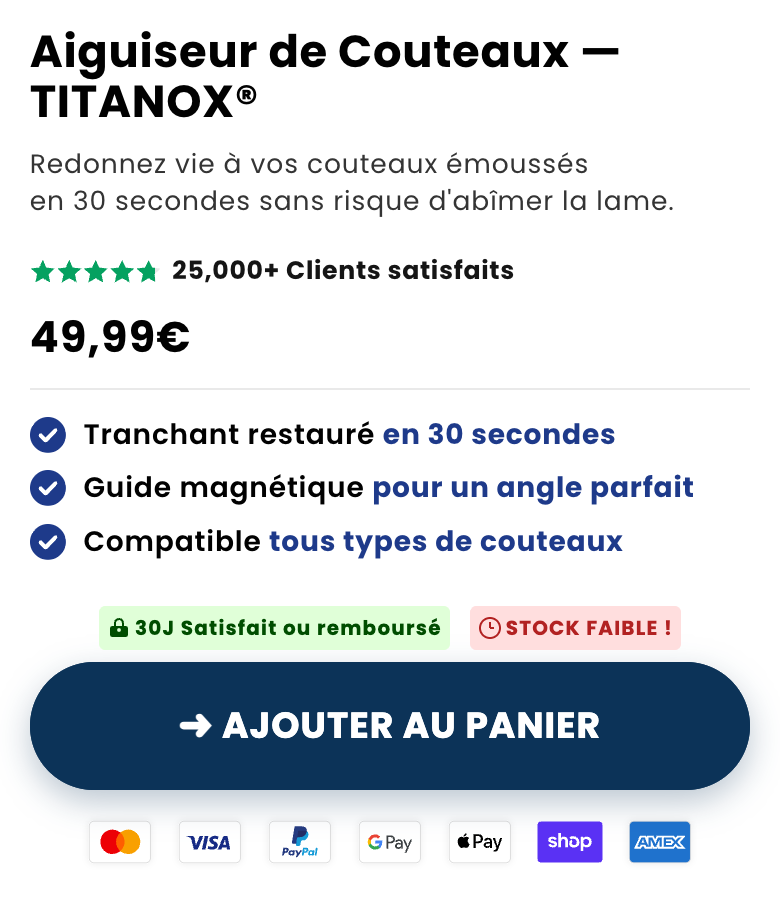 Aiguiseur de Couteaux —
TITANOX®
Redonnez vie à vos couteaux émoussés
en 30 secondes sans risque d'abîmer la lame.
25,000+ Clients satisfaits
49,99€
Tranchant restauré en 30 secondes
Guide magnétique pour un angle parfait
Compatible tous types de couteaux
30J Satisfait ou remboursé STOCK FAIBLE !
➜ AJOUTER AU PANIER
VISA PayPal G Pay Pay shop AMEX